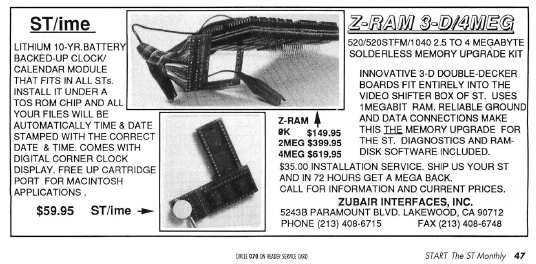 ST/ime
LITHIUM 10-YR.BATTERY
BACKED-UP CLOCK/
CALENDAR MODULE
THAT FITS IN ALL STs.
INSTALL IT UNDER A
TOS ROM CHIP AND ALL
YOUR FILES WILL BE
AUTOMATICALLY TIME & DATE
STAMPED WITH THE CORRECT
DATE & TIME. COMES WITH
DIGITAL CORNER CLOCK
DISPLAY. FREE UP CARTRIDGE
PORT FOR MACINTOSH
APPLICATIONS .
$59.95 ST/ime
Z-RAM 3-D/4MEG
520/520STFM/1040 2.5 TO 4 MEGABYTE
SOLDERLESS MEMORY UPGRADE KIT
INNOVATIVE 3-D DOUBLE-DECKER
BOARDS FIT ENTIRELY INTO THE
VIDEO SHIFTER BOX OF ST. USES
1MEGABIT RAM. RELIABLE GROUND
AND DATA CONNECTIONS MAKE
THIS THE MEMORY UPGRADE FOR
THE ST. DIAGNOSTICS AND RAM-
DISK SOFTWARE INCLUDED.
Z-RAM
0K $149.95
2MEG $399.95
4MEG $619.95
$35.00 INSTALLATION SERVICE. SHIP US YOUR ST
AND IN 72 HOURS GET A MEGA BACK.
CALL FOR INFORMATION AND CURRENT PRICES.
ZUBAIR INTERFACES, INC.
5243B PARAMOUNT BLVD. LAKEWOOD, CA 90712
PHONE (213) 408-6715 FAX (213) 408-6748
CIRCLE 070 ON READER SERVICE CARD
START The ST Monthly 47